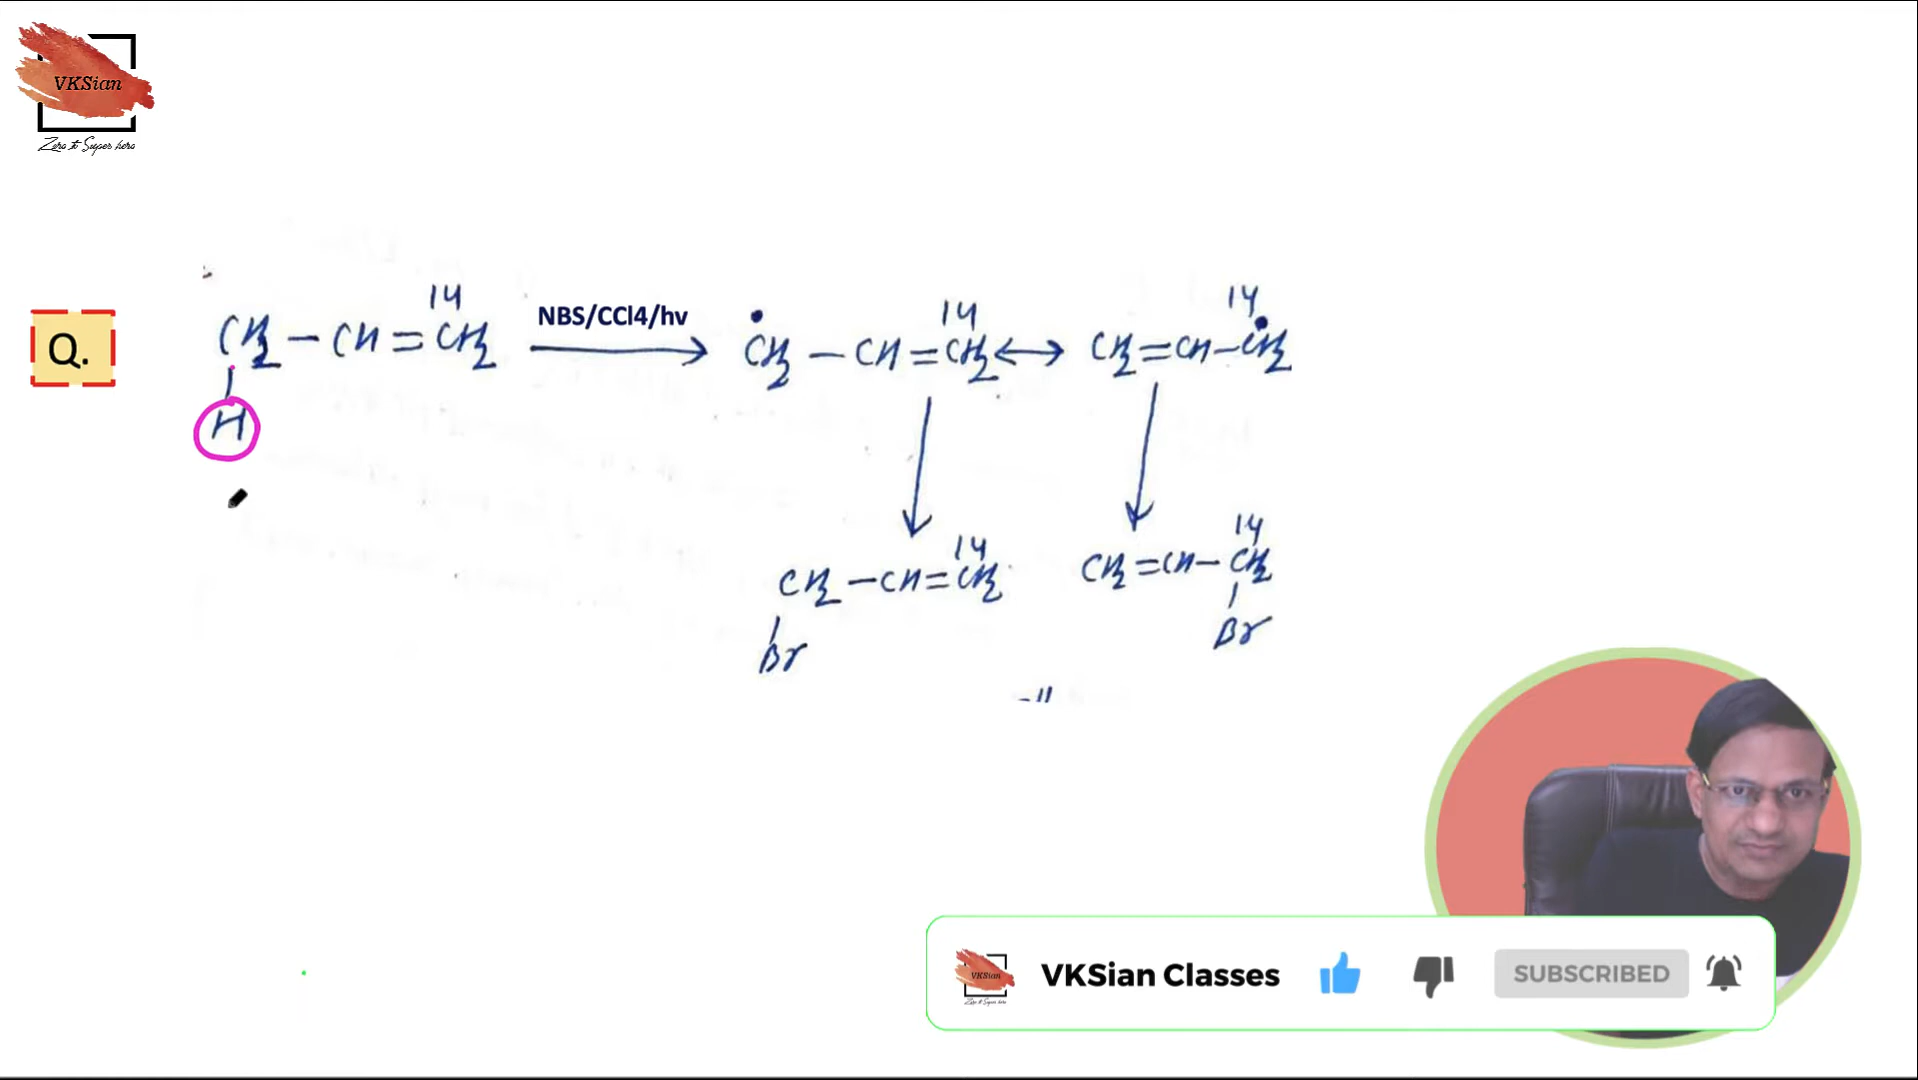 VKSian
Zero to Super hero
Q.
14
CH2 – CH = CH2
H
NBS/CCl4/hv
14
CH2 – CH = CH2 ↔ CH2 = CH – CH2
14
14
CH2 – CH = CH2
Br
14
CH2 = CH – CH2
Br
VKSian
VKSian Classes
SUBSCRIBED